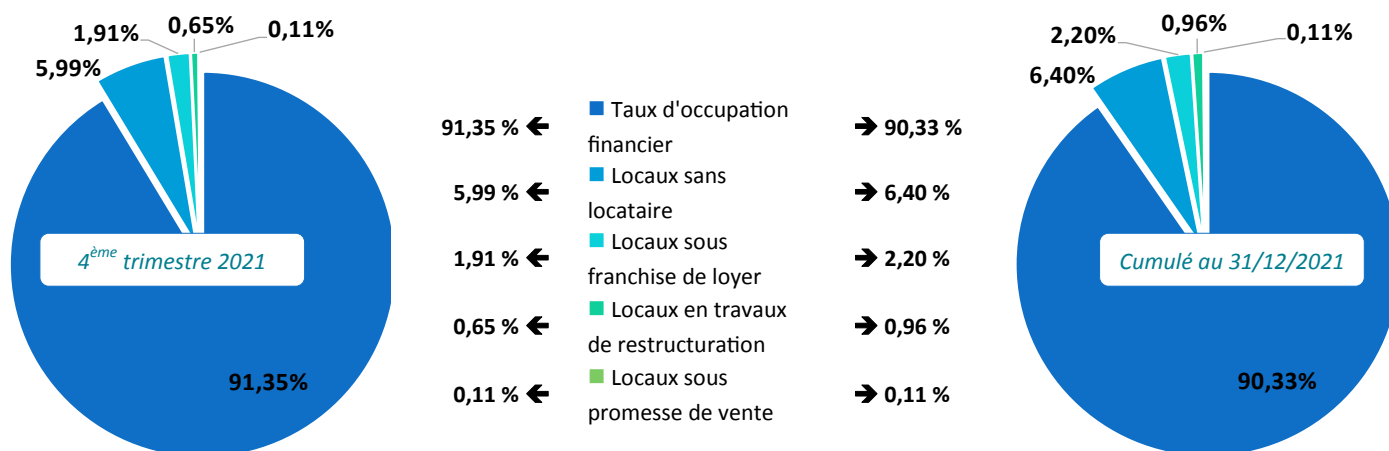 0,65%
1,91%
0,11%
5,99%
4ème trimestre 2021
91,35%
91,35 % 🡰 Taux d'occupation financier 🡲 90,33 %
5,99 % 🡰 Locaux sans locataire 🡲 6,40 %
1,91 % 🡰 Locaux sous franchise de loyer 🡲 2,20 %
0,65 % 🡰 Locaux en travaux de restructuration 🡲 0,96 %
0,11 % 🡰 Locaux sous promesse de vente 🡲 0,11 %
0,96%
2,20%
0,11%
6,40%
Cumulé au 31/12/2021
90,33%